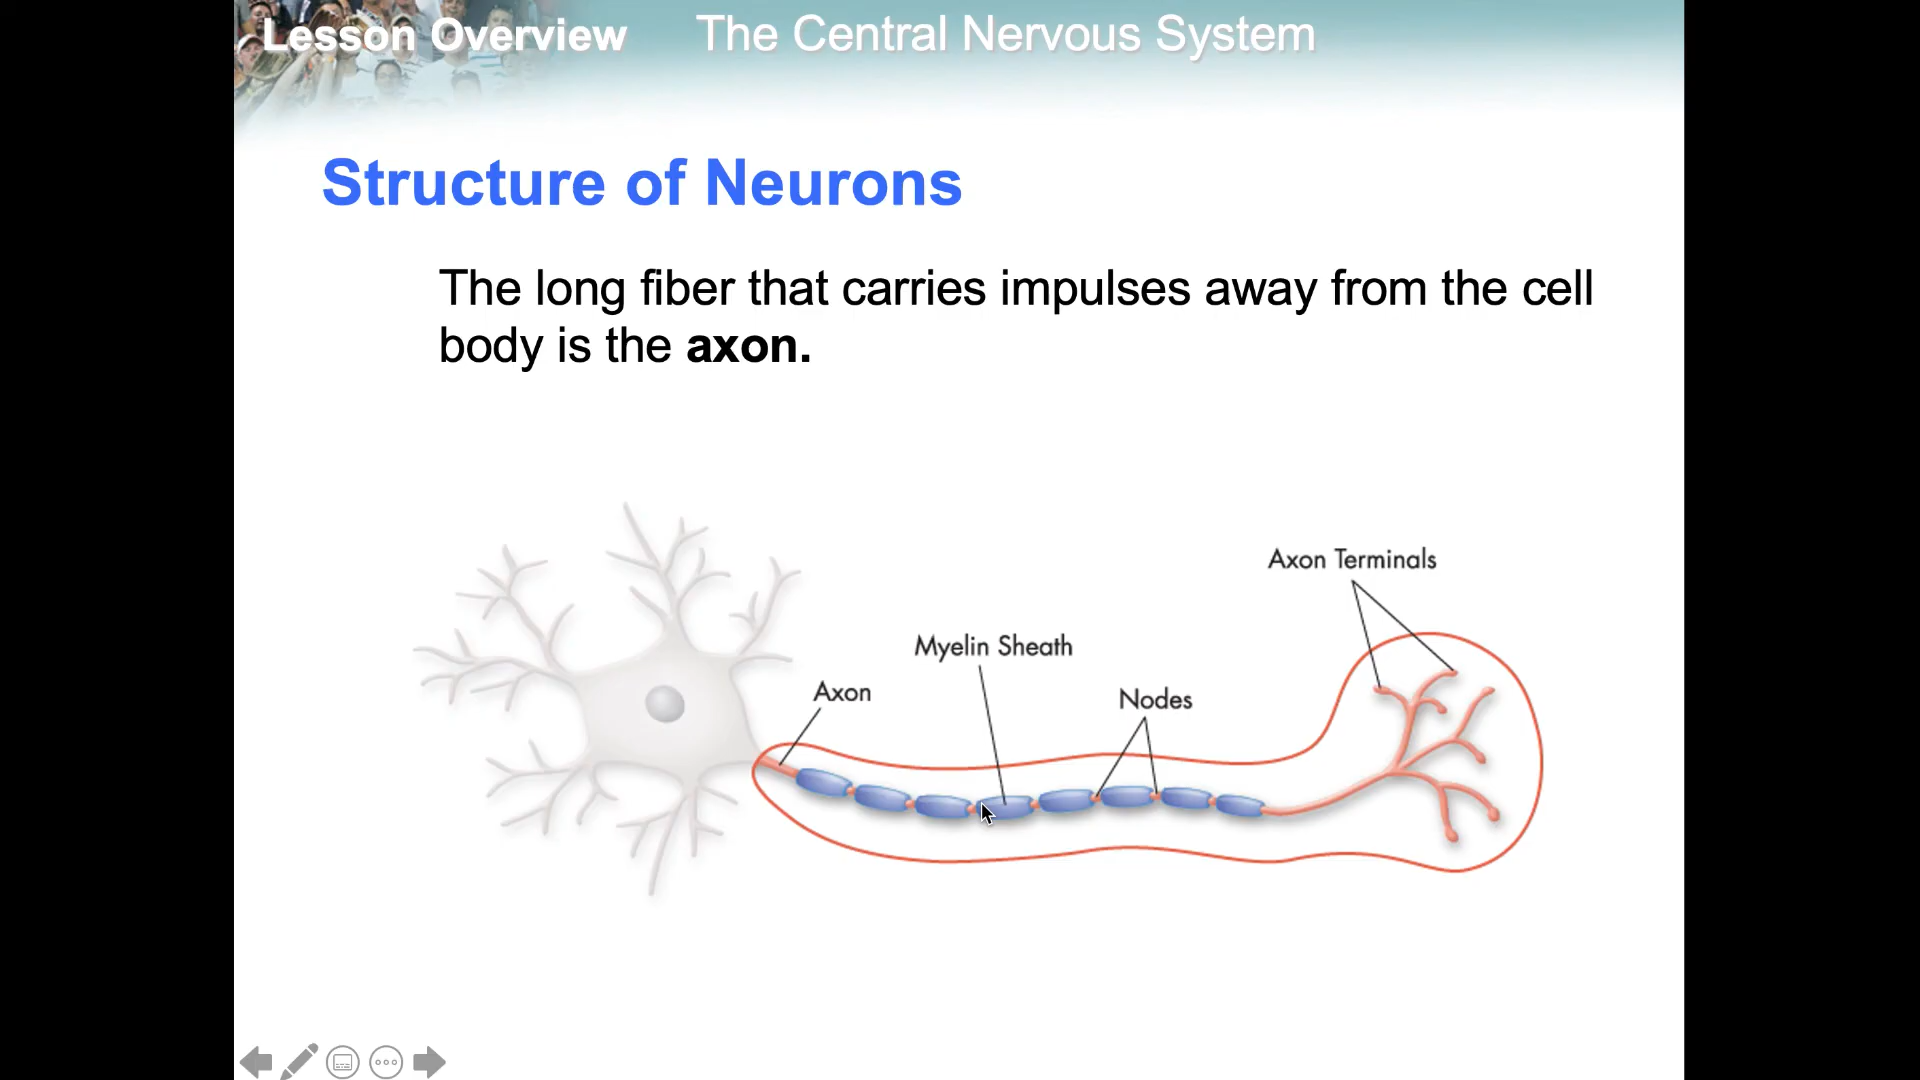 Lesson Overview The Central Nervous System
Structure of Neurons
The long fiber that carries impulses away from the cell
body is the axon.
Axon Terminals
Myelin Sheath
Axon
Nodes